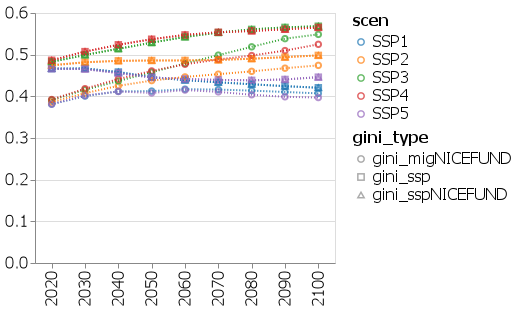 0.6
0.5
0.4
0.3
0.2
0.1
0.0
2020 2030 2040 2050 2060 2070 2080 2090 2100
scen
SSP1
SSP2
SSP3
SSP4
SSP5
gini_type
gini_migNICEFUND
gini_ssp
gini_sspNICEFUND